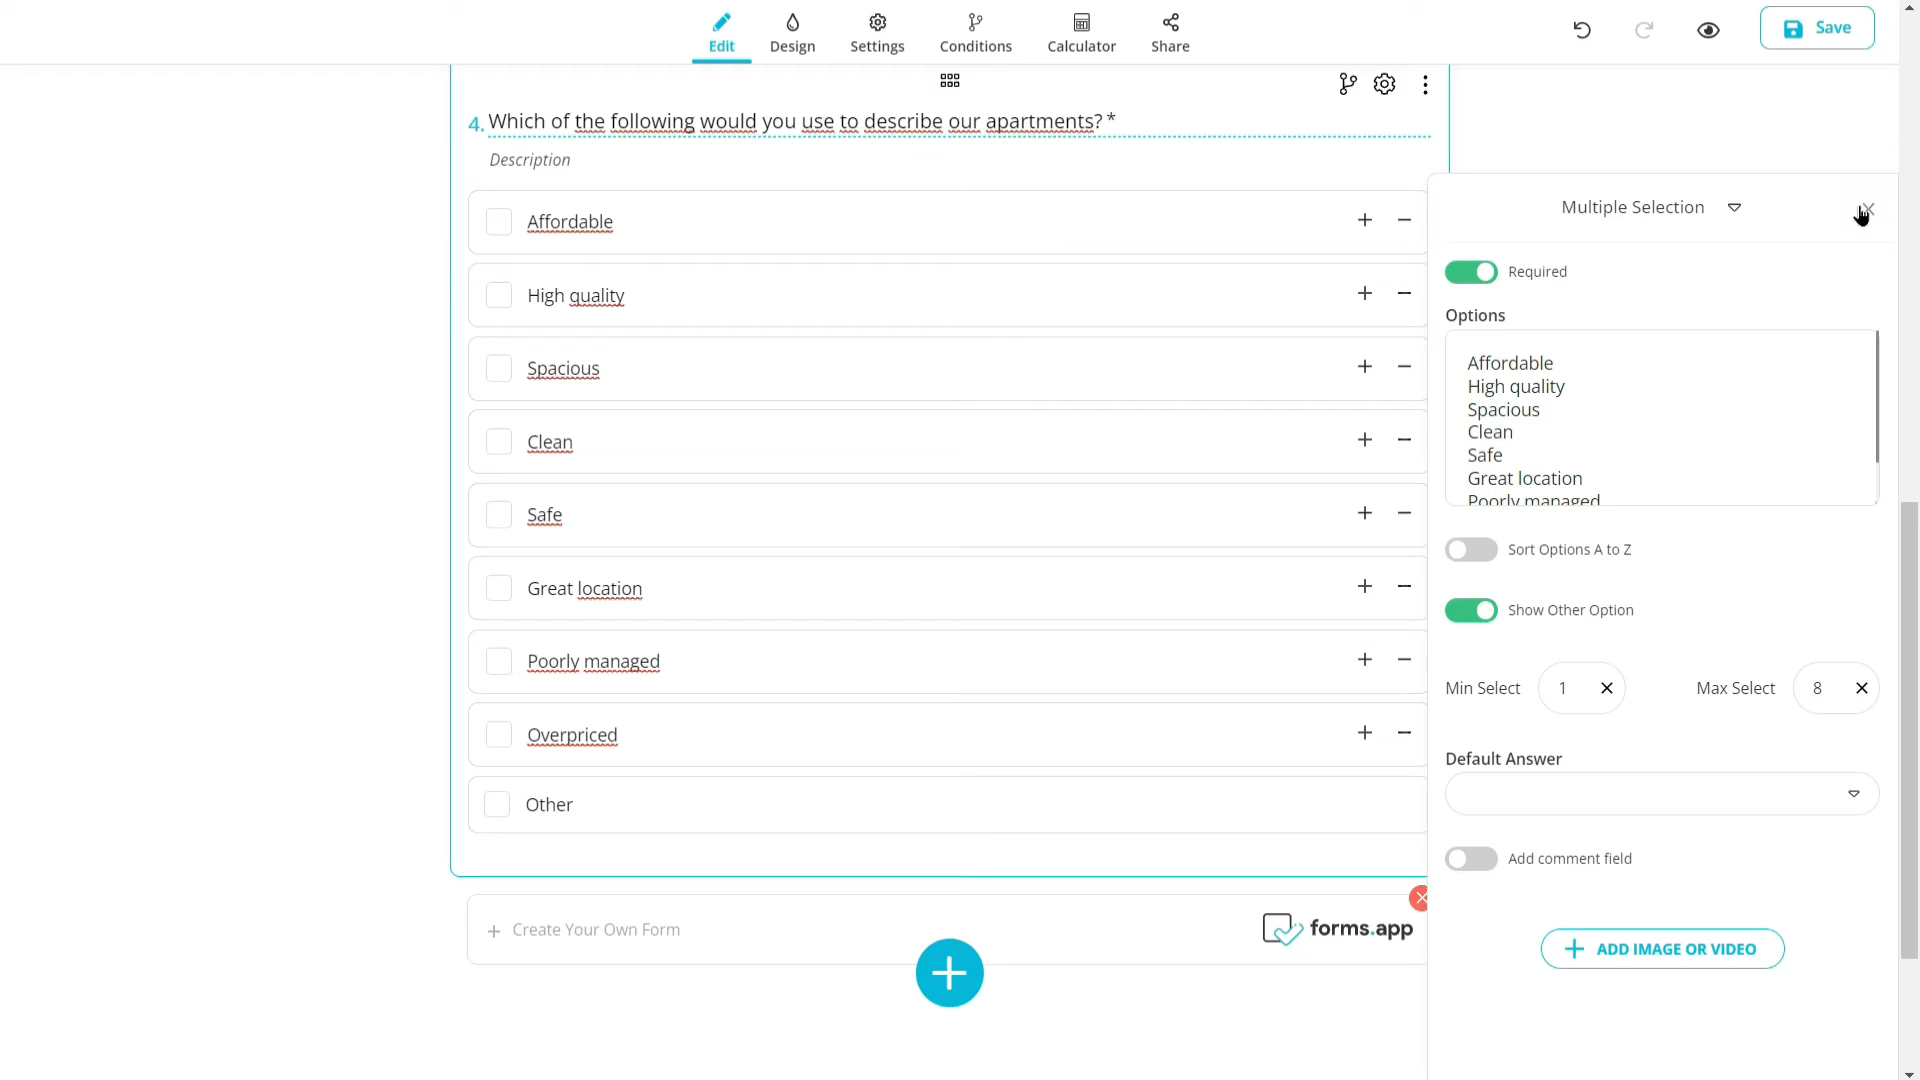 Edit
Design
Settings
Conditions
Calculator
Share
Save
4. Which of the following would you use to describe our apartments? *
Description
Affordable
High quality
Spacious
Clean
Safe
Great location
Poorly managed
Overpriced
Other
+ Create Your Own Form
forms.app
Multiple Selection
Required
Options
Affordable
High quality
Spacious
Clean
Safe
Great location
Poorly managed
Sort Options A to Z
Show Other Option
Min Select 1
Max Select 8
Default Answer
Add comment field
+ ADD IMAGE OR VIDEO